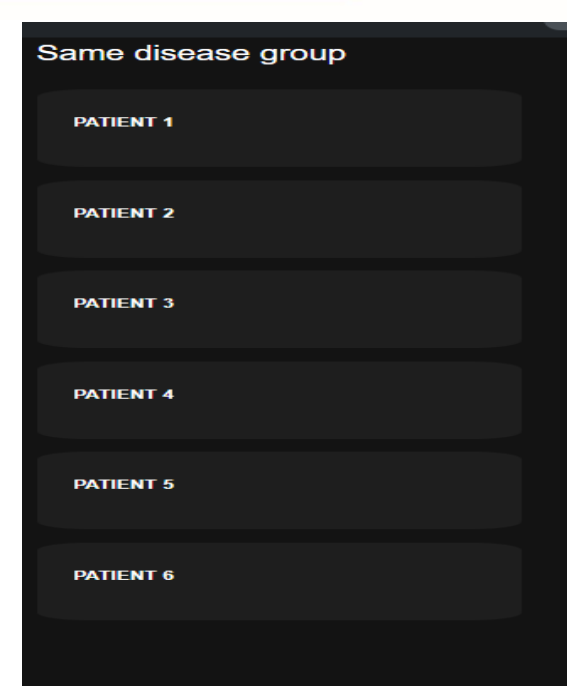 Same disease group
PATIENT 1
PATIENT 2
PATIENT 3
PATIENT 4
PATIENT 5
PATIENT 6